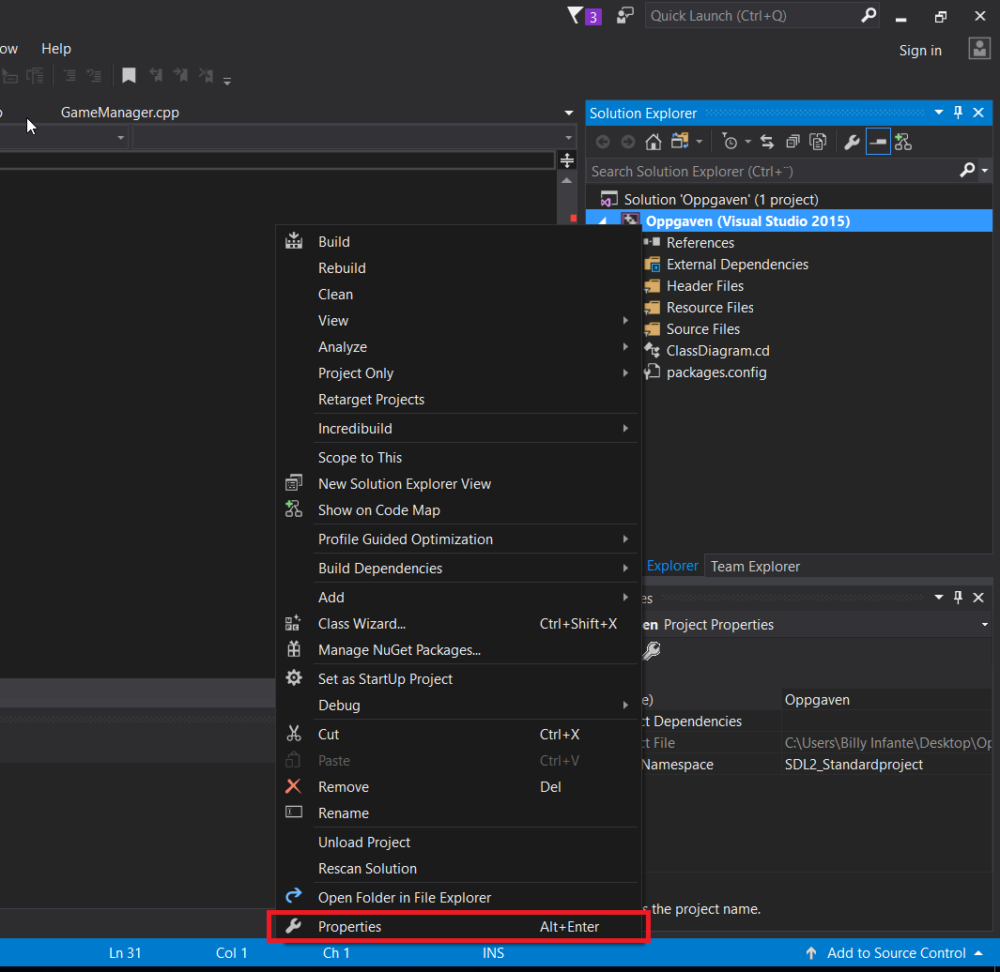 3
Quick Launch (Ctrl+Q)
ow Help
Sign in
GameManager.cpp
Solution Explorer
Search Solution Explorer (Ctrl+¨)
Solution 'Oppgaven' (1 project)
Oppgaven (Visual Studio 2015)
References
External Dependencies
Header Files
Resource Files
Source Files
ClassDiagram.cd
packages.config
Build
Rebuild
Clean
View
Analyze
Project Only
Retarget Projects
Incredibuild
Scope to This
New Solution Explorer View
Show on Code Map
Profile Guided Optimization
Build Dependencies
Add
Class Wizard... Ctrl+Shift+X
Manage NuGet Packages...
Set as StartUp Project
Debug
Cut Ctrl+X
Paste Ctrl+V
Remove Del
Rename
Unload Project
Rescan Solution
Open Folder in File Explorer
Properties Alt+Enter
Explorer Team Explorer
es
en Project Properties
e) Oppgaven
ct Dependencies
ct File C:\Users\Billy Infante\Desktop\Op
Namespace SDL2_Standardproject
s the project name.
Ln 31 Col 1 Ch 1 INS Add to Source Control